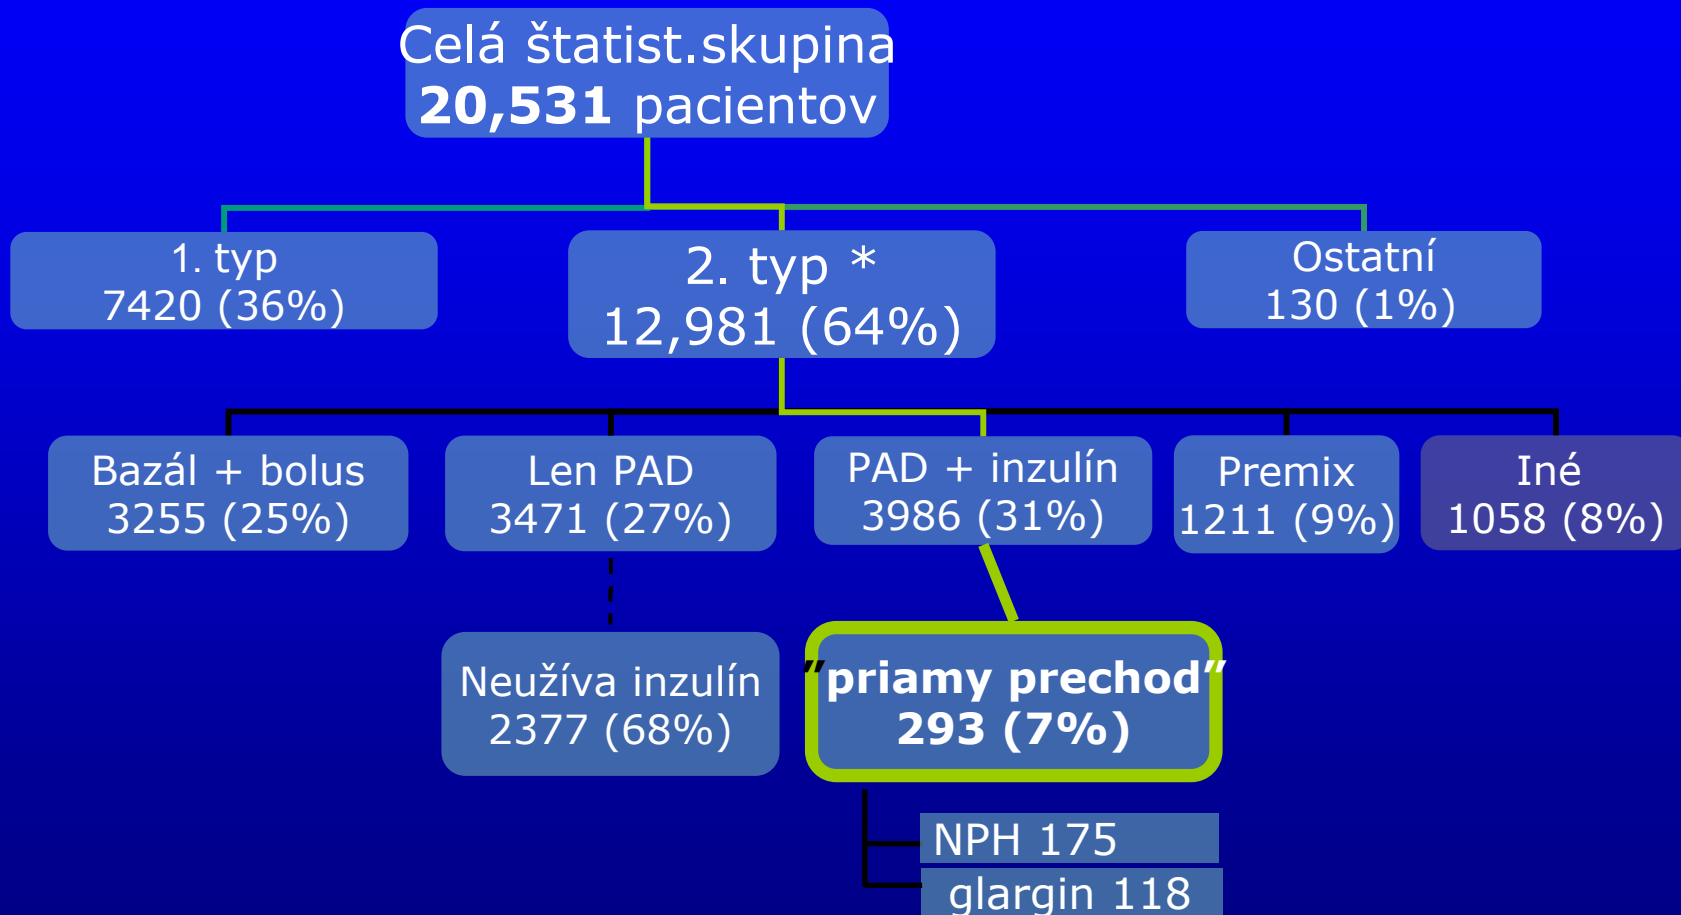 Celá štatist.skupina
20,531 pacientov
1. typ
7420 (36%)
2. typ *
12,981 (64%)
Ostatní
130 (1%)
Bazál + bolus
3255 (25%)
Len PAD
3471 (27%)
PAD + inzulín
3986 (31%)
Premix
1211 (9%)
Iné
1058 (8%)
Neužíva inzulín
2377 (68%)
”priamy prechod”
293 (7%)
NPH 175
glargin 118